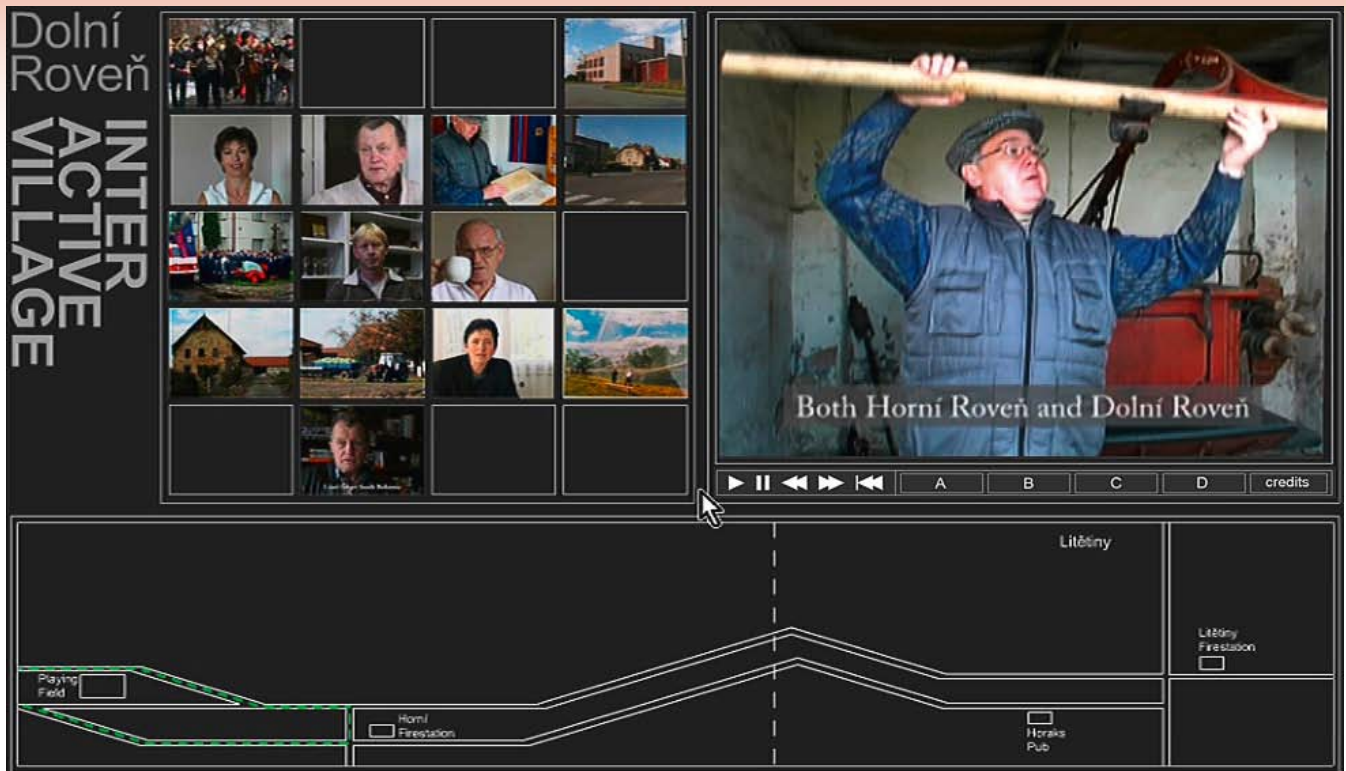 Dolní
Roveň
INTER
ACTIVE
VILLAGE
Both Horní Roveň and Dolní Roveň
A
B
C
D
credits
Litětiny
Litětiny
Firestation
Playing
Field
Horní
Firestation
Horaks
Pub